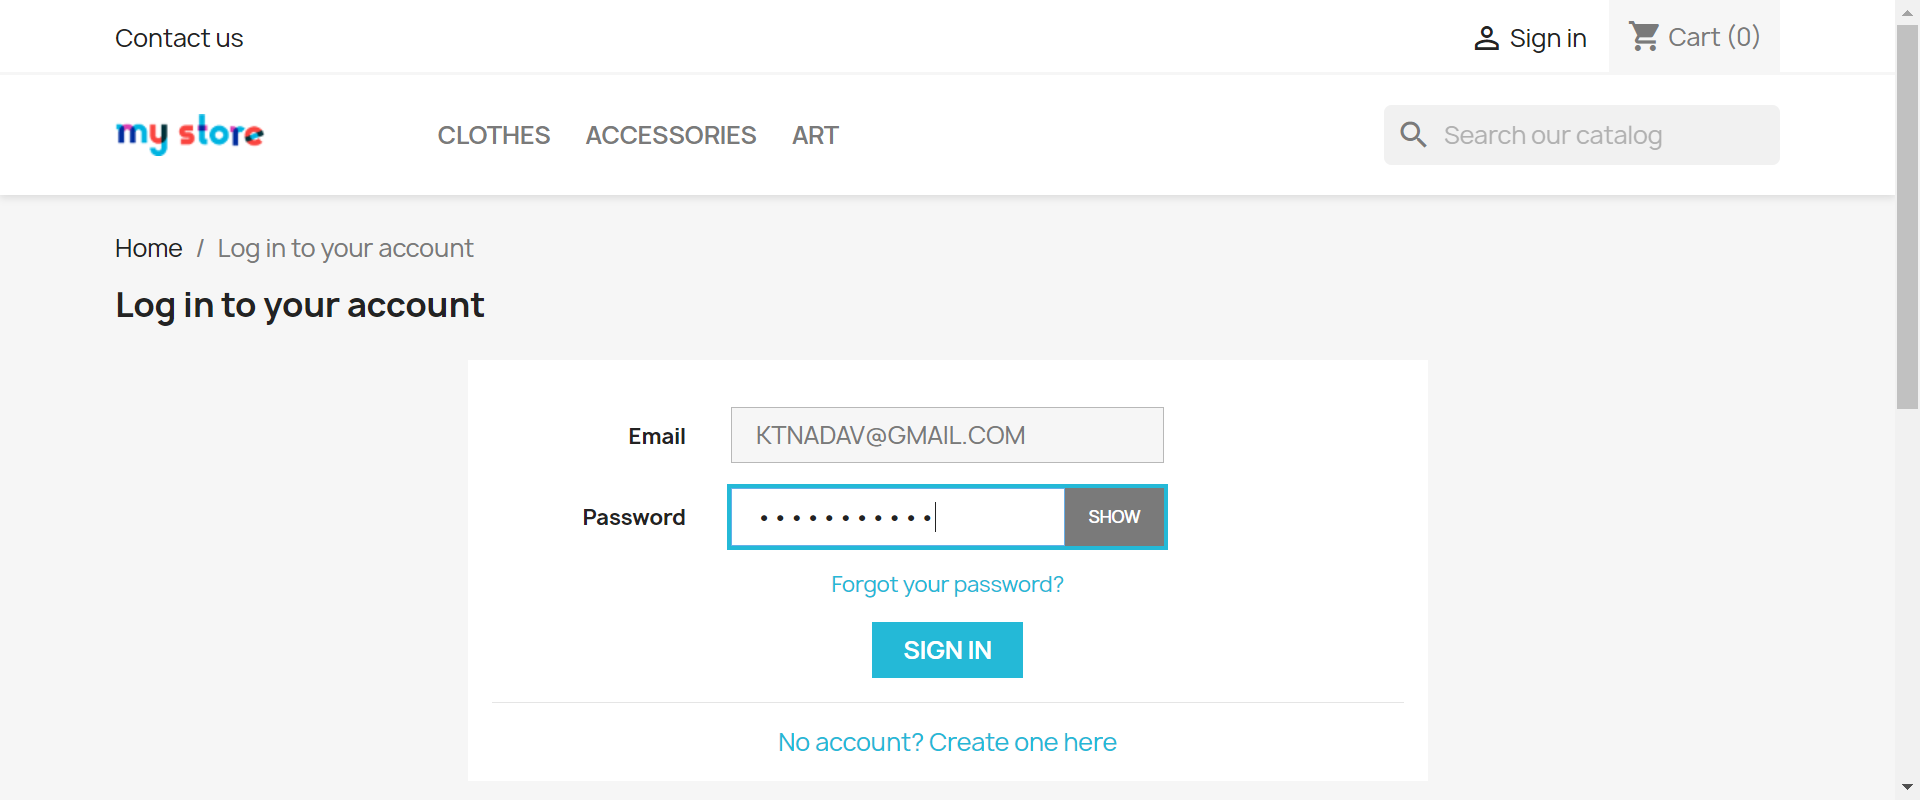 Contact us
Sign in
Cart (0)
my store
CLOTHES ACCESSORIES ART
Search our catalog
Home / Log in to your account
Log in to your account
Email
KTNADAV@GMAIL.COM
Password
•••••••••••
SHOW
Forgot your password?
SIGN IN
No account? Create one here